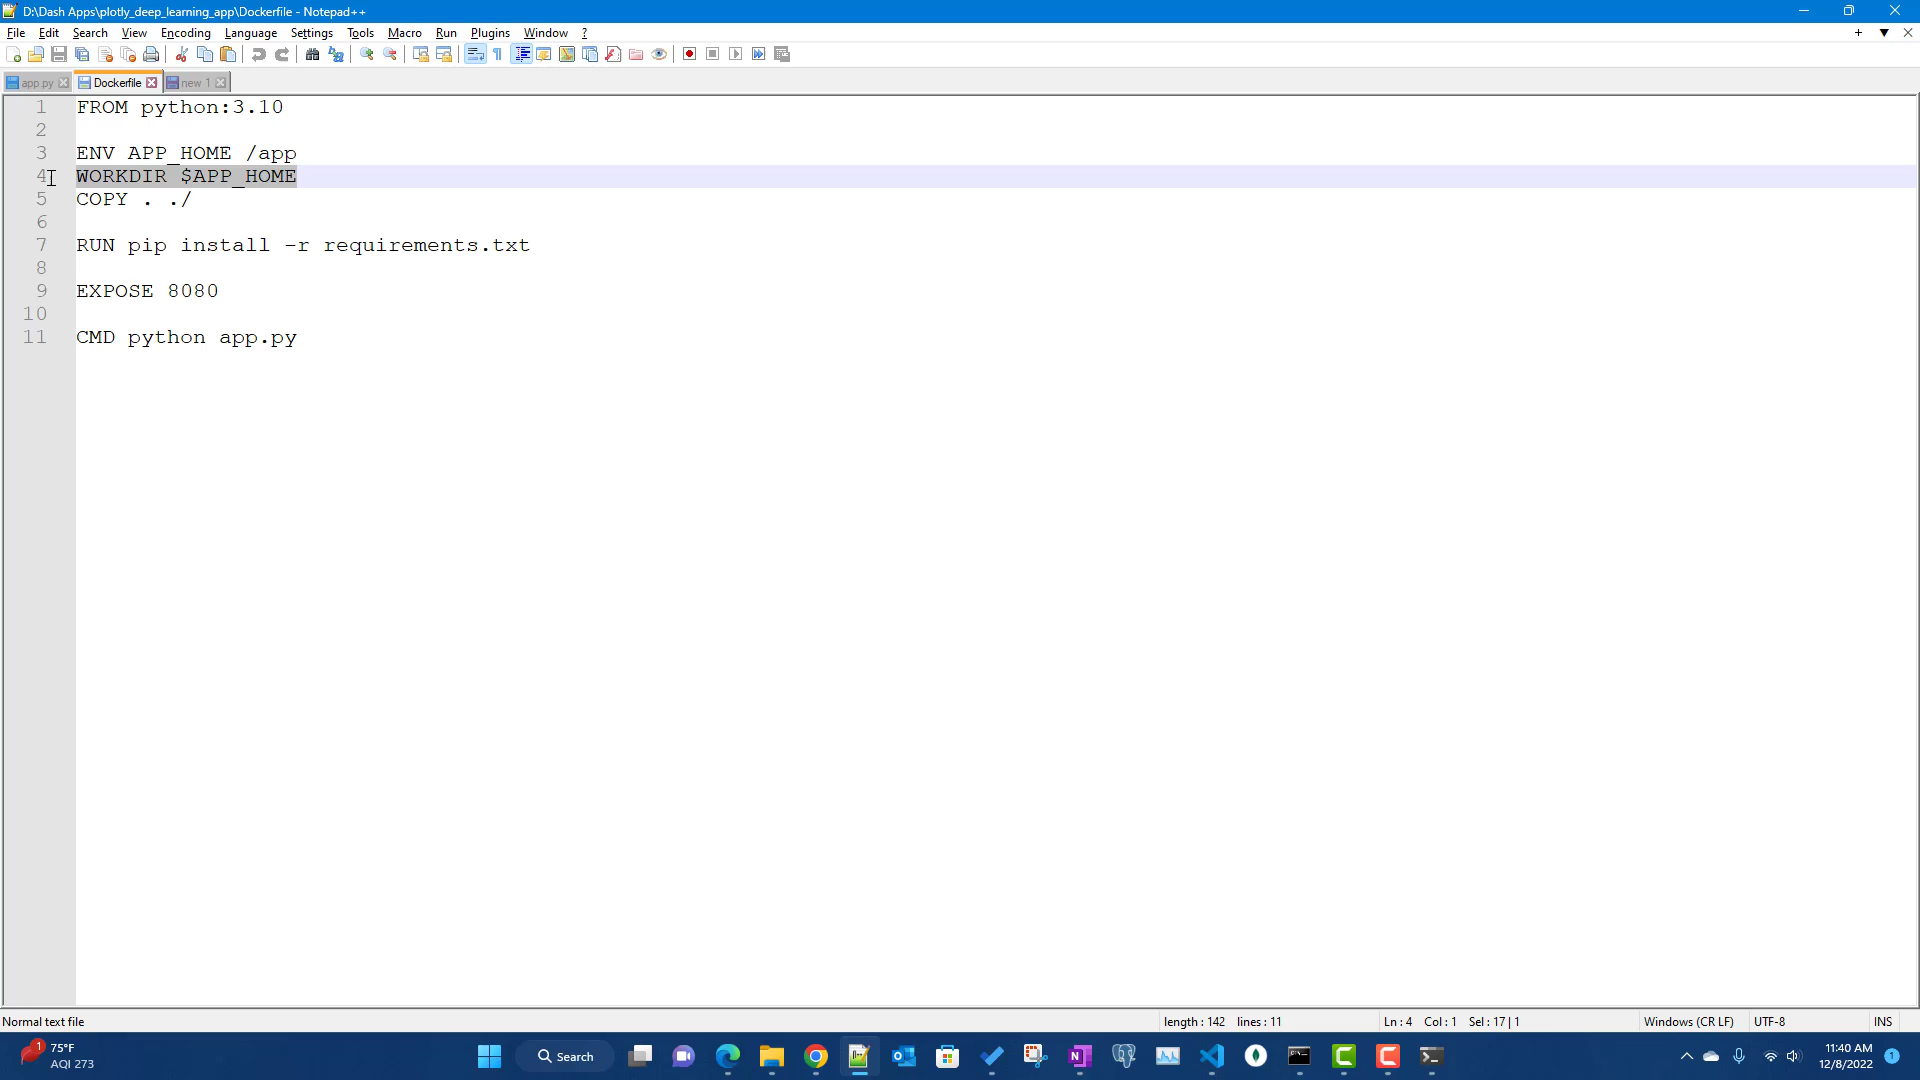 D:\Dash Apps\plotly_deep_learning_app\Dockerfile - Notepad++
File Edit Search View Encoding Language Settings Tools Macro Run Plugins Window ?
app.py Dockerfile new 1
1 FROM python:3.10
2
3 ENV APP_HOME /app
4 WORKDIR $APP_HOME
5 COPY . ./
6
7 RUN pip install -r requirements.txt
8
9 EXPOSE 8080
10
11 CMD python app.py
Normal text file length : 142 lines : 11 Ln : 4 Col : 1 Sel : 17 | 1 Windows (CR LF) UTF-8 INS
1 75°F Search 11:40 AM
AQI 273 12/8/2022 1